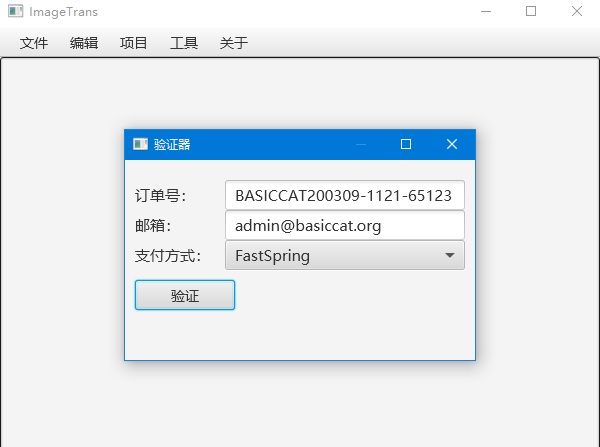 ImageTrans
文件 编辑 项目 工具 关于
验证器
订单号： BASICCAT200309-1121-65123
邮箱： admin@basiccat.org
支付方式： FastSpring
验证